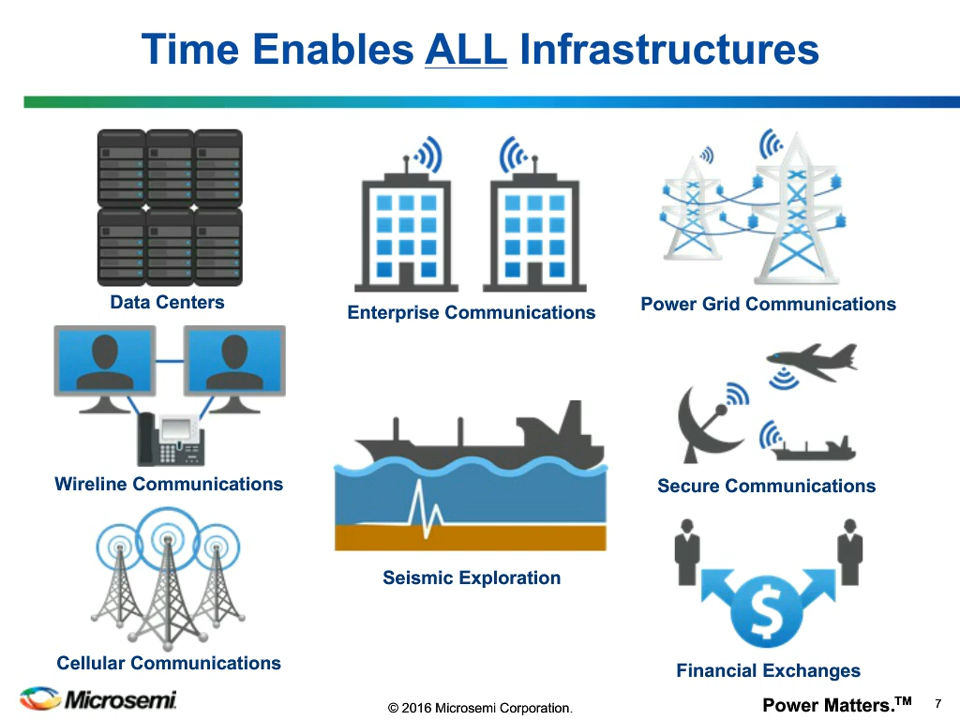 Time Enables ALL Infrastructures
Data Centers
Enterprise Communications
Power Grid Communications
Wireline Communications
Seismic Exploration
Secure Communications
$
Cellular Communications
Financial Exchanges
Microsemi.
© 2016 Microsemi Corporation.
Power Matters.TM
7